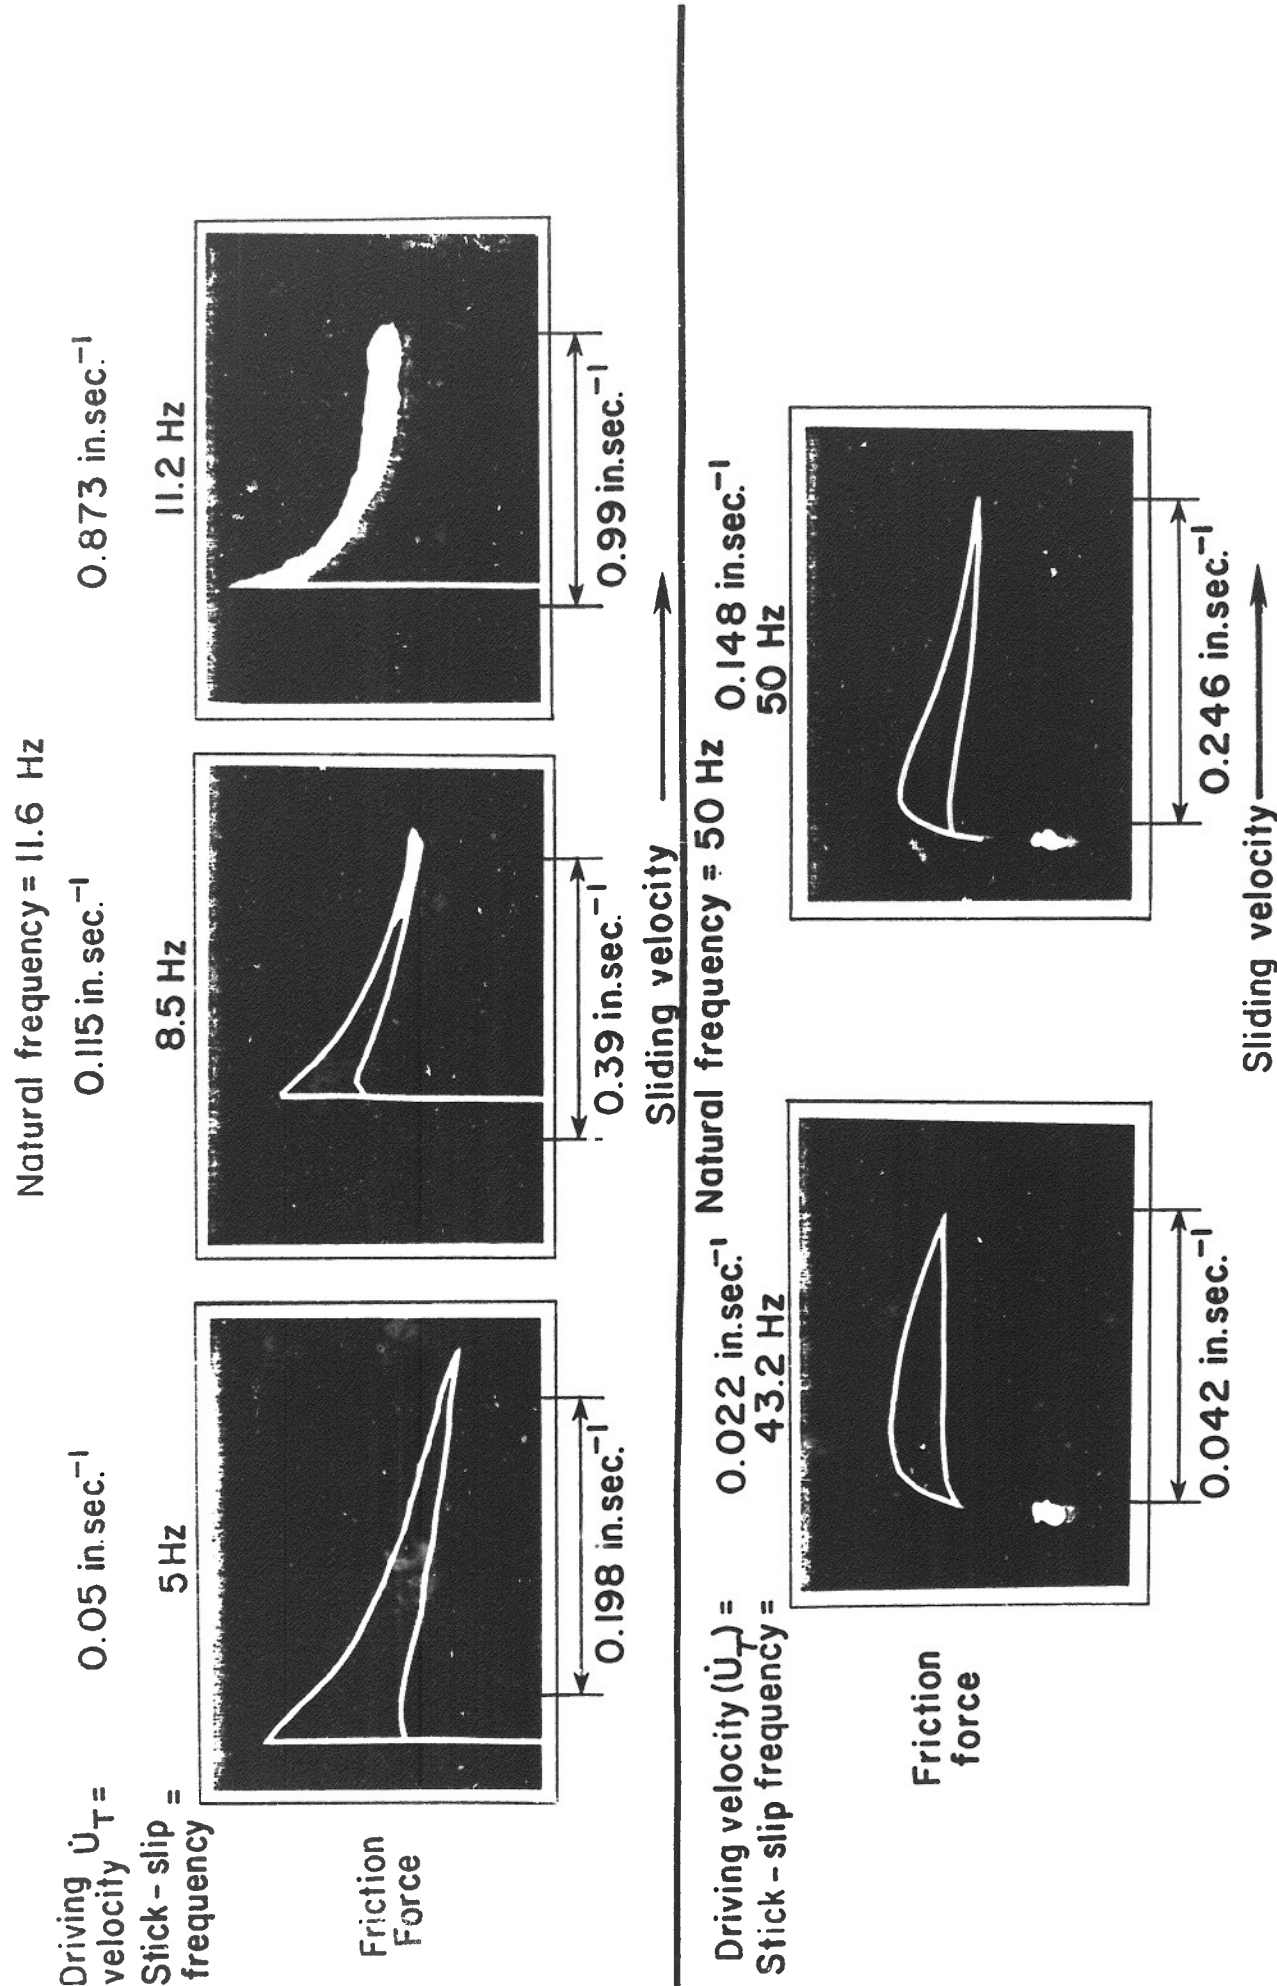 Natural frequency = 11.6 Hz
Driving velocity U̇_T = 0.05 in.sec.⁻¹ 0.115 in.sec.⁻¹ 0.873 in.sec.⁻¹
Stick-slip frequency = 5 Hz 8.5 Hz 11.2 Hz
Friction
Force
0.198 in.sec.⁻¹ 0.39 in.sec.⁻¹ 0.99 in.sec.⁻¹
Sliding velocity
Natural frequency = 50 Hz
Driving velocity (U̇_T) = 0.022 in.sec.⁻¹ 0.148 in.sec.⁻¹
Stick-slip frequency = 43.2 Hz 50 Hz
Friction
force
0.042 in.sec.⁻¹ 0.246 in.sec.⁻¹
Sliding velocity